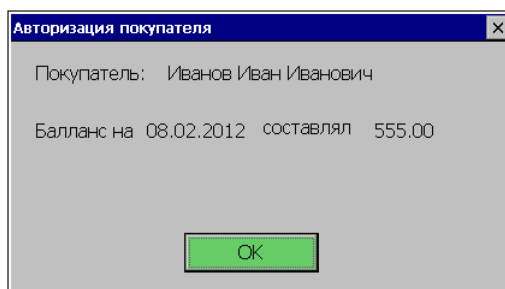 Авторизация покупателя
Покупатель: Иванов Иван Иванович
Балланс на 08.02.2012 составлял 555.00
OK